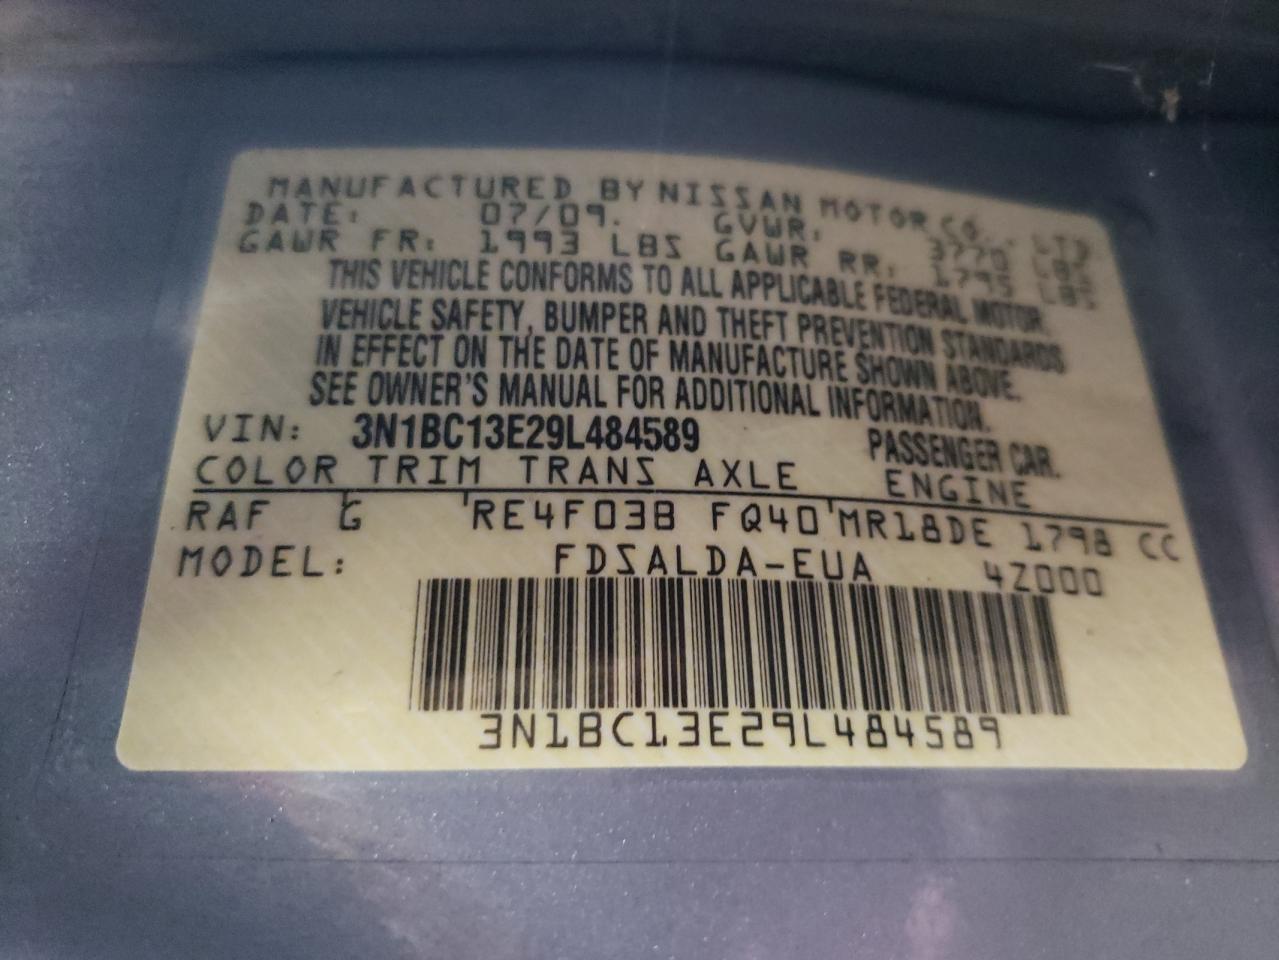 MANUFACTURED BY NISSAN MOTOR CO., LTD
DATE: 07/09. GVWR: 3770 LBS
GAWR FR: 1993 LBS GAWR RR: 1795 LBS
THIS VEHICLE CONFORMS TO ALL APPLICABLE FEDERAL MOTOR
VEHICLE SAFETY, BUMPER AND THEFT PREVENTION STANDARDS
IN EFFECT ON THE DATE OF MANUFACTURE SHOWN ABOVE.
SEE OWNER'S MANUAL FOR ADDITIONAL INFORMATION.
VIN: 3N1BC13E29L484589 PASSENGER CAR.
COLOR TRIM TRANS AXLE ENGINE
RAF G RE4F03B FQ40 MR18DE 1798 CC
MODEL: FDSALDA-EUA 4Z000
3N1BC13E29L484589